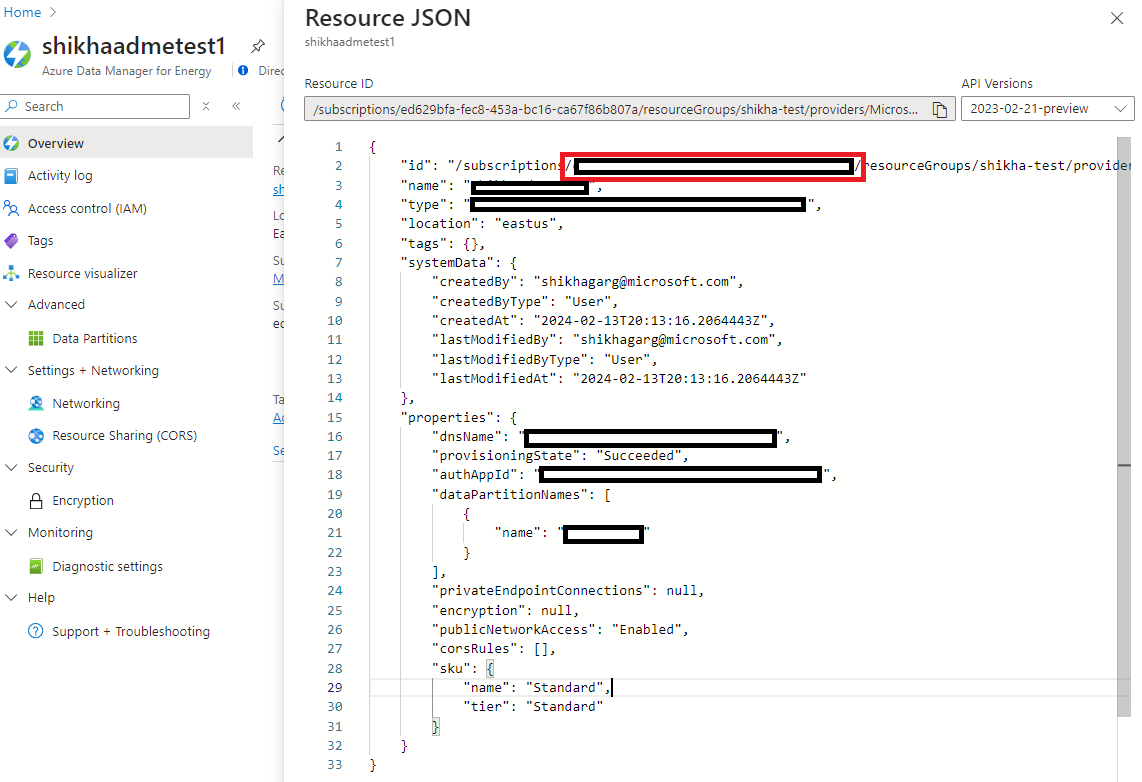 Home >
shikhaadmetest1
Azure Data Manager for Energy
Direc
Search
Overview
Activity log
Access control (IAM)
Tags
Resource visualizer
Advanced
Data Partitions
Settings + Networking
Networking
Resource Sharing (CORS)
Security
Encryption
Monitoring
Diagnostic settings
Help
Support + Troubleshooting
Re
sh
Lo
Ea
Su
M
Su
ed
Ta
Ac
Se
Resource JSON
shikhaadmetest1
Resource ID
/subscriptions/ed629bfa-fec8-453a-bc16-ca67f86b807a/resourceGroups/shikha-test/providers/Micros...
API Versions
2023-02-21-preview
1 {
2 "id": "/subscriptions/ /resourceGroups/shikha-test/provider
3 "name": " ",
4 "type": " ",
5 "location": "eastus",
6 "tags": {},
7 "systemData": {
8 "createdBy": "shikhagarg@microsoft.com",
9 "createdByType": "User",
10 "createdAt": "2024-02-13T20:13:16.2064443Z",
11 "lastModifiedBy": "shikhagarg@microsoft.com",
12 "lastModifiedByType": "User",
13 "lastModifiedAt": "2024-02-13T20:13:16.2064443Z"
14 },
15 "properties": {
16 "dnsName": " ",
17 "provisioningState": "Succeeded",
18 "authAppId": " ",
19 "dataPartitionNames": [
20 {
21 "name": " "
22 }
23 ],
24 "privateEndpointConnections": null,
25 "encryption": null,
26 "publicNetworkAccess": "Enabled",
27 "corsRules": [],
28 "sku": {
29 "name": "Standard",
30 "tier": "Standard"
31 }
32 }
33 }